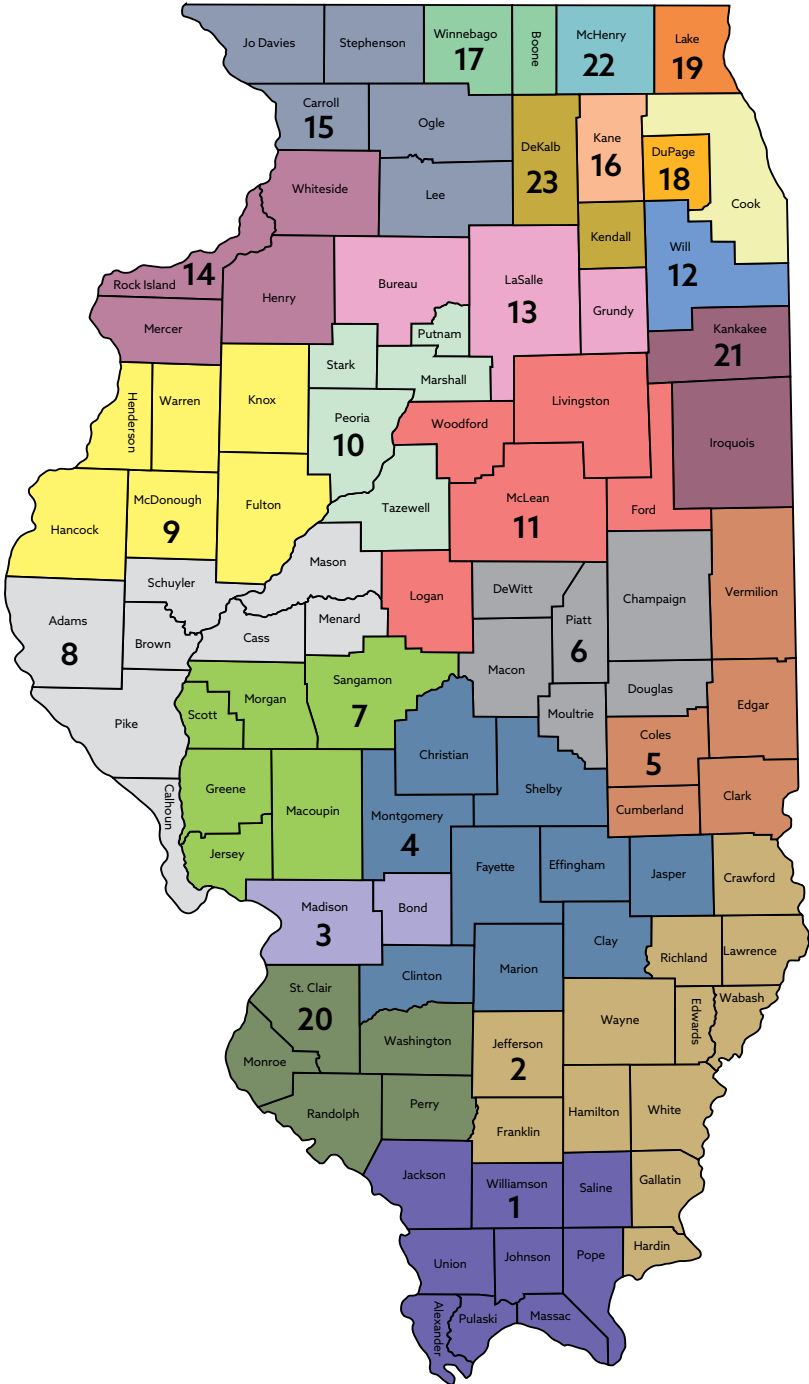 Jo Davies
Stephenson
Winnebago
17
Boone
McHenry
22
Lake
19
Carroll
15
Ogle
DeKalb
23
Kane
16
DuPage
18
Cook
Whiteside
Lee
Kendall
Will
12
Rock Island
14
Henry
Bureau
LaSalle
13
Grundy
Mercer
Putnam
Kankakee
21
Stark
Marshall
Henderson
Warren
Knox
Peoria
10
Woodford
Livingston
Iroquois
Hancock
McDonough
9
Fulton
Tazewell
McLean
11
Ford
Mason
Schuyler
Adams
8
Brown
Cass
Menard
Logan
DeWitt
Piatt
6
Champaign
Vermilion
Macon
Pike
Scott
Morgan
Sangamon
7
Moultrie
Douglas
Edgar
Christian
Coles
5
Calhoun
Greene
Macoupin
Montgomery
4
Shelby
Cumberland
Clark
Jersey
Fayette
Effingham
Jasper
Crawford
Madison
3
Bond
Clay
Richland
Lawrence
Clinton
Marion
St. Clair
20
Wayne
Edwards
Wabash
Monroe
Washington
Jefferson
2
Randolph
Perry
Franklin
Hamilton
White
Jackson
Williamson
1
Saline
Gallatin
Union
Johnson
Pope
Hardin
Alexander
Pulaski
Massac